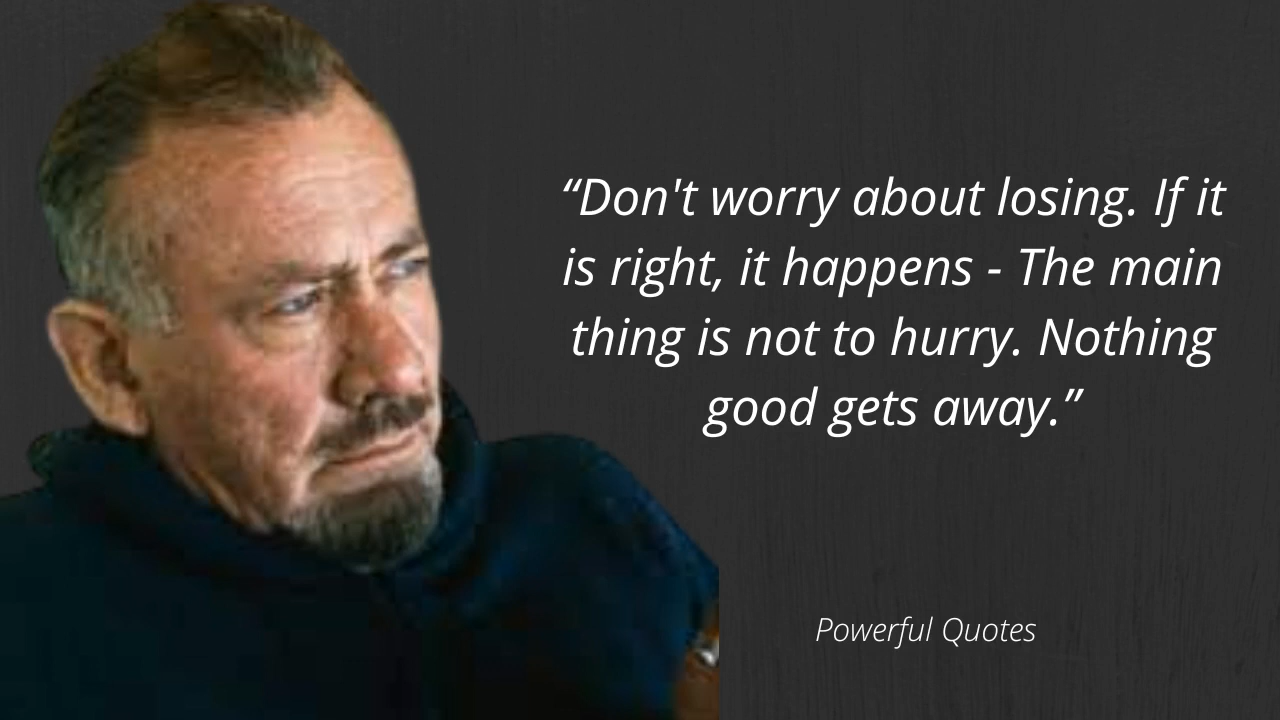 “Don't worry about losing. If it
is right, it happens - The main
thing is not to hurry. Nothing
good gets away.”
Powerful Quotes